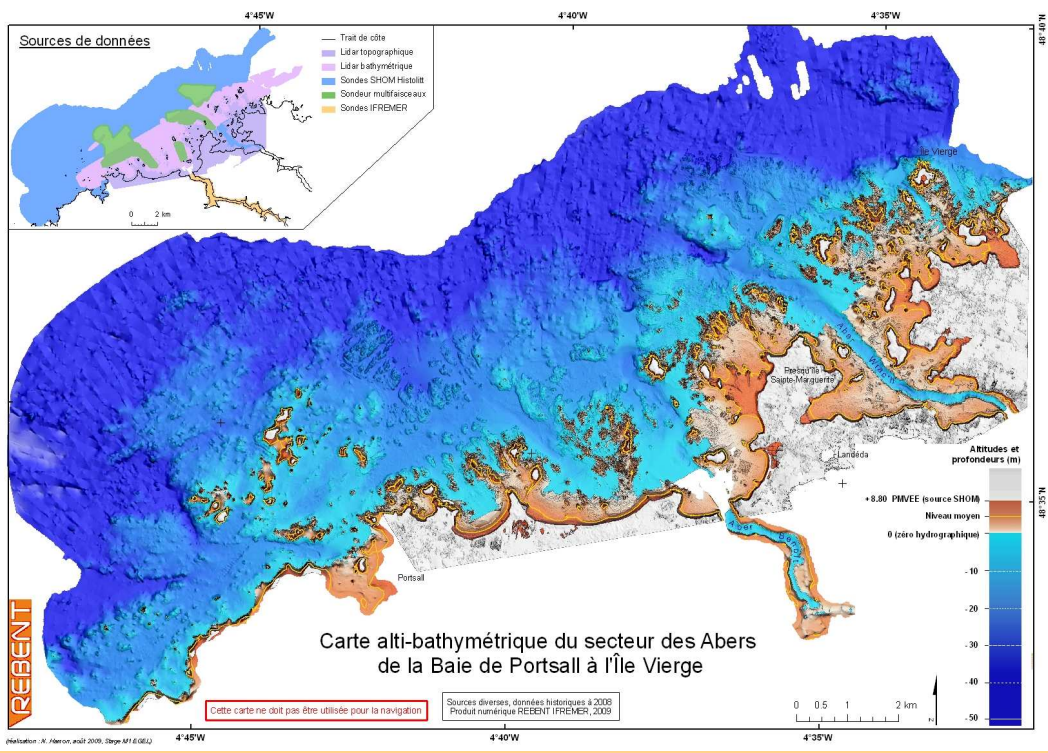 4°45'W
4°40'W
4°35'W
48°40'N
Sources de données
Trait de côte
Lidar topographique
Lidar bathymétrique
Sondes SHOM Histolitt
Sondeur multifaisceaux
Sondes IFREMER
0 2 km
Île Vierge
Aber Wrac'h
Presqu'île
Sainte-Marguerite
Landéda
Aber Benoît
Portsall
Altitudes et
profondeurs (m)
+8.80 PMVEE (source SHOM)
Niveau moyen
0 (zéro hydrographique)
- 10
- 20
- 30
- 40
- 50
48°35'N
REBENT
Carte alti-bathymétrique du secteur des Abers
de la Baie de Portsall à l'Île Vierge
Cette carte ne doit pas être utilisée pour la navigation
Sources diverses, données historiques à 2008
Produit numérique REBENT IFREMER, 2009
0 0.5 1 2 km
N
4°45'W
4°40'W
4°35'W